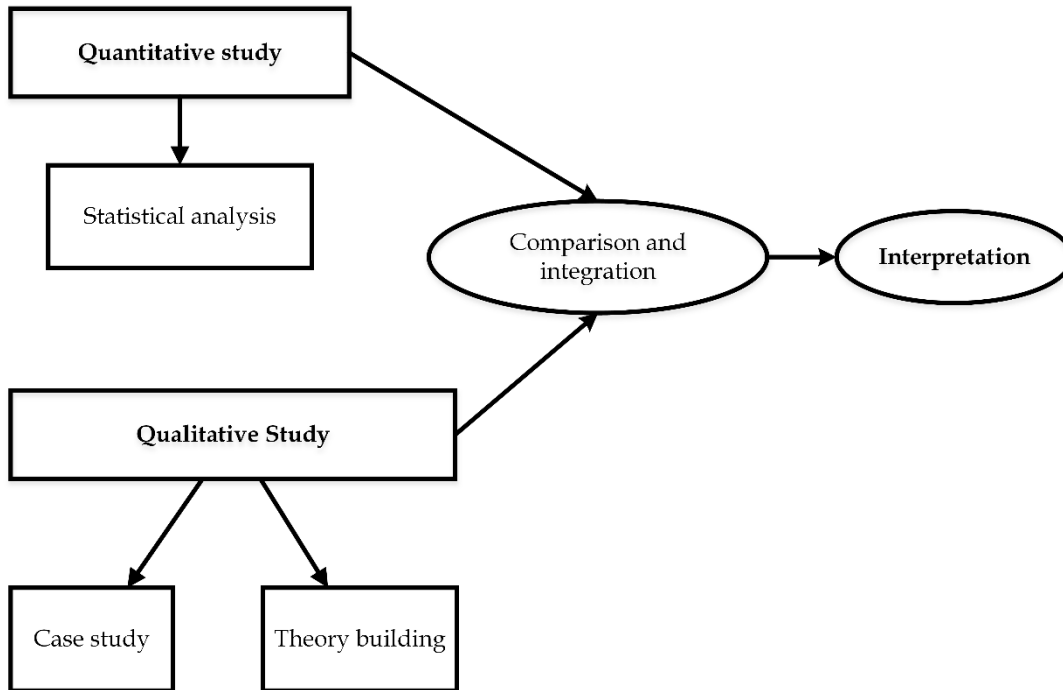 Quantitative study
Statistical analysis
Comparison and
integration
Interpretation
Qualitative Study
Case study
Theory building